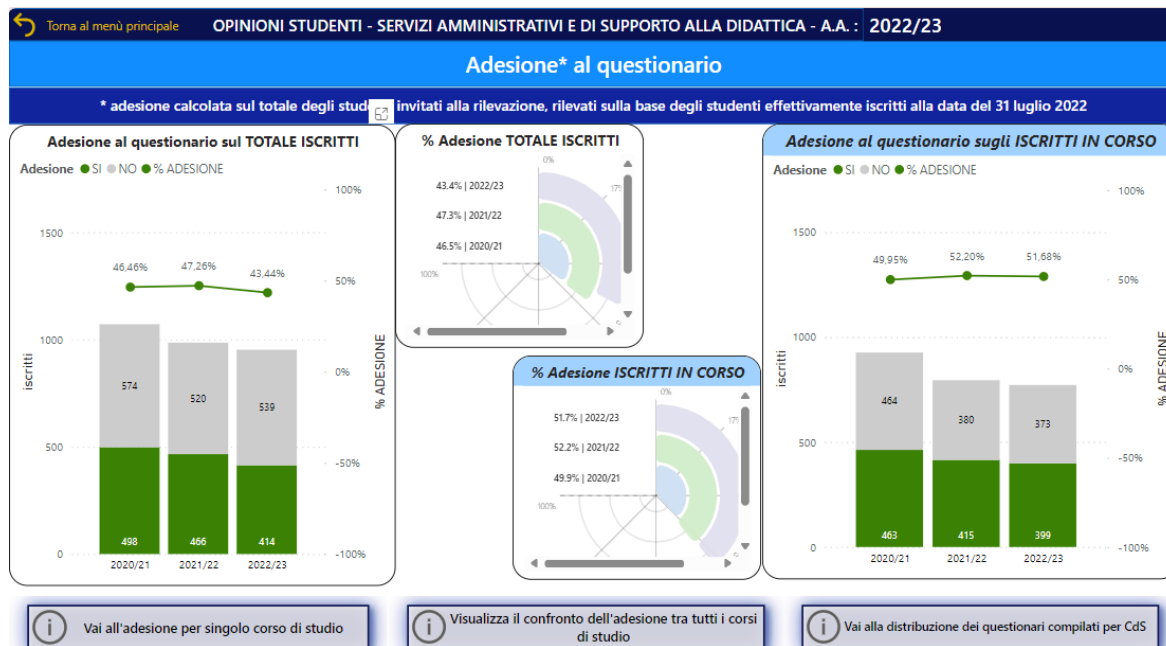 Torna al menù principale
OPINIONI STUDENTI - SERVIZI AMMINISTRATIVI E DI SUPPORTO ALLA DIDATTICA - A.A. : 2022/23
Adesione* al questionario
* adesione calcolata sul totale degli invitati alla rilevazione, rilevati sulla base degli studenti effettivamente iscritti alla data del 31 luglio 2022
Adesione al questionario sul TOTALE ISCRITTI
Adesione SI NO % ADESIONE
100%
1500
46,46% 47,26% 43,44%
50%
1000
0%
574 520 539
500
-50%
498 466 414
0
-100%
2020/21 2021/22 2022/23
iscritti
% ADESIONE
% Adesione TOTALE ISCRITTI
0%
43.4% | 2022/23
47.3% | 2021/22
46.5% | 2020/21
100%
% Adesione ISCRITTI IN CORSO
0%
51.7% | 2022/23
52.2% | 2021/22
49.9% | 2020/21
100%
Adesione al questionario sugli ISCRITTI IN CORSO
Adesione SI NO % ADESIONE
100%
1500
49,95% 52,20% 51,68%
50%
1000
0%
464 380 373
500
-50%
463 415 399
0
-100%
2020/21 2021/22 2022/23
iscritti
% ADESIONE
Vai all'adesione per singolo corso di studio
Visualizza il confronto dell'adesione tra tutti i corsi
di studio
Vai alla distribuzione dei questionari compilati per CdS